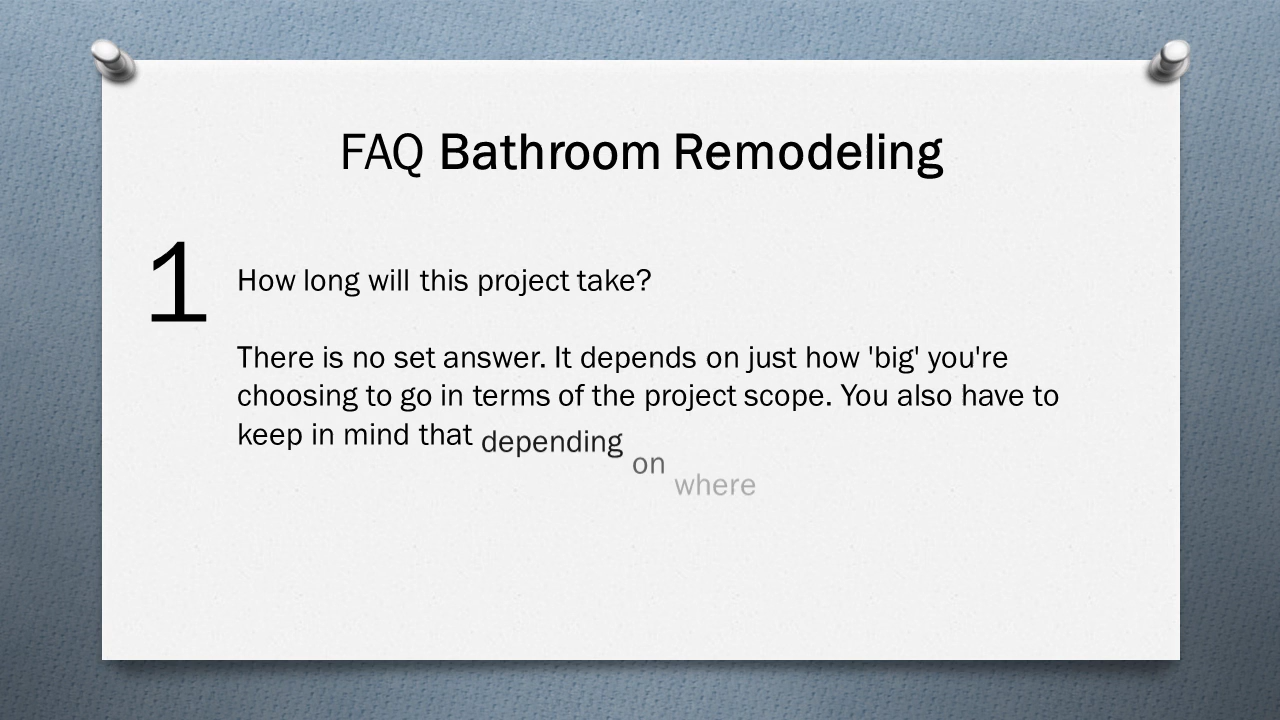 FAQ Bathroom Remodeling
1
How long will this project take?
There is no set answer. It depends on just how 'big' you're
choosing to go in terms of the project scope. You also have to
keep in mind that depending on where